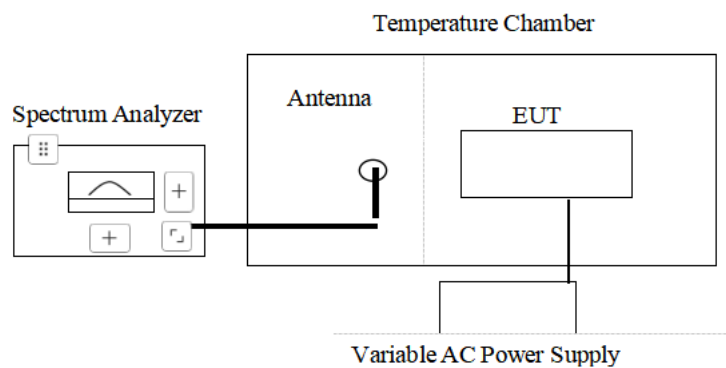 Temperature Chamber
Antenna
Spectrum Analyzer
EUT
Variable AC Power Supply